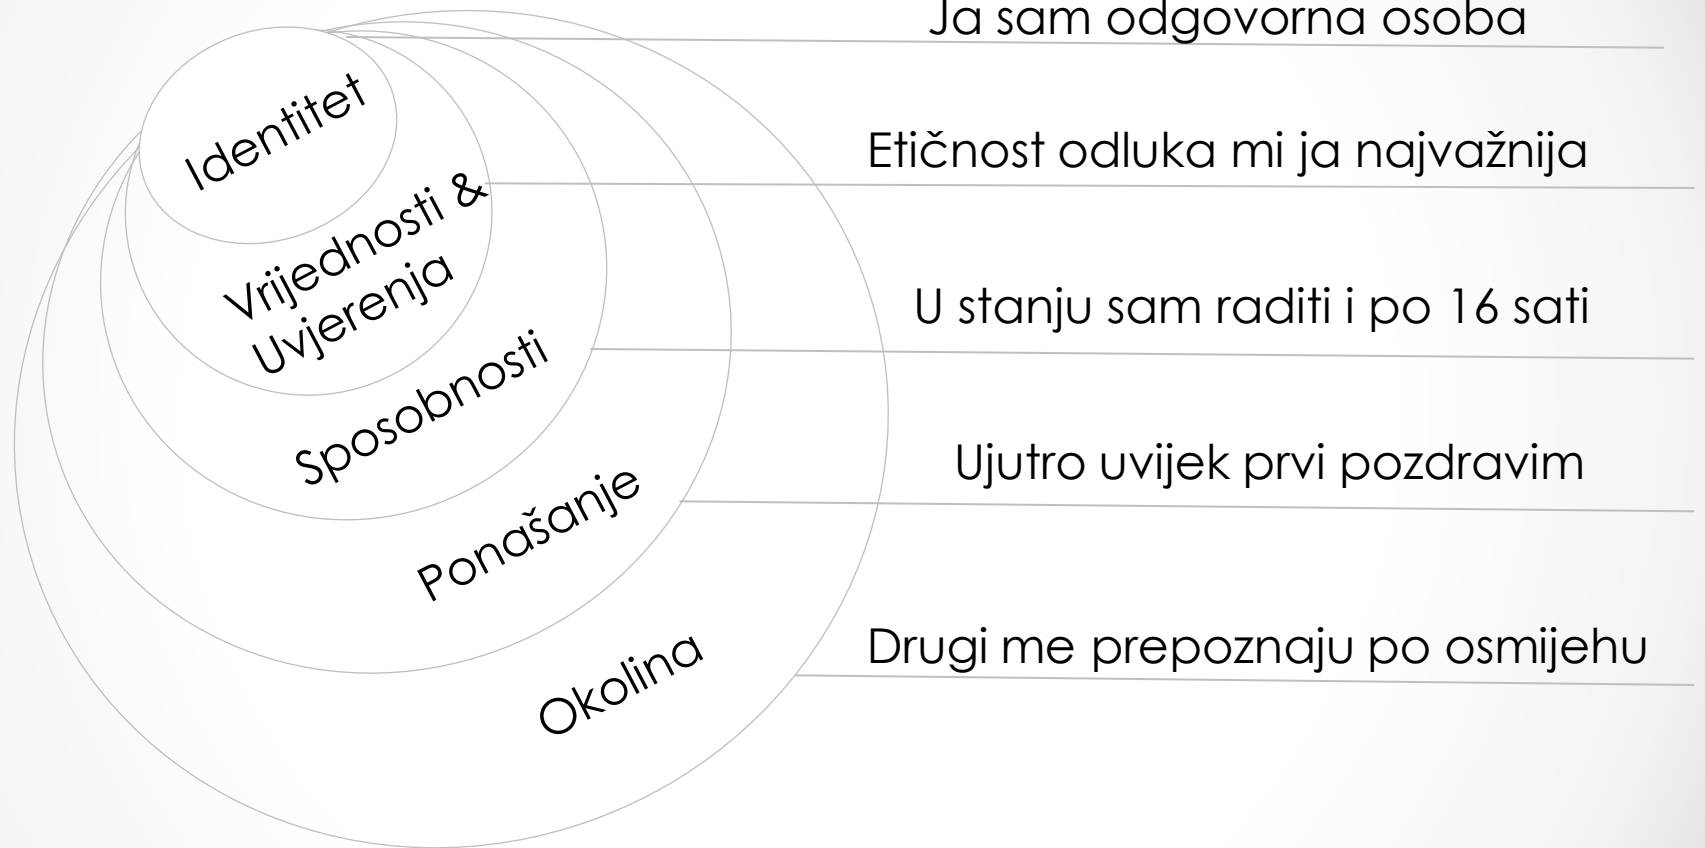 Ja sam odgovorna osoba
Identitet
Etičnost odluka mi ja najvažnija
Vrijednosti &
Uvjerenja
U stanju sam raditi i po 16 sati
Sposobnosti
Ujutro uvijek prvi pozdravim
Ponašanje
Drugi me prepoznaju po osmijehu
Okolina